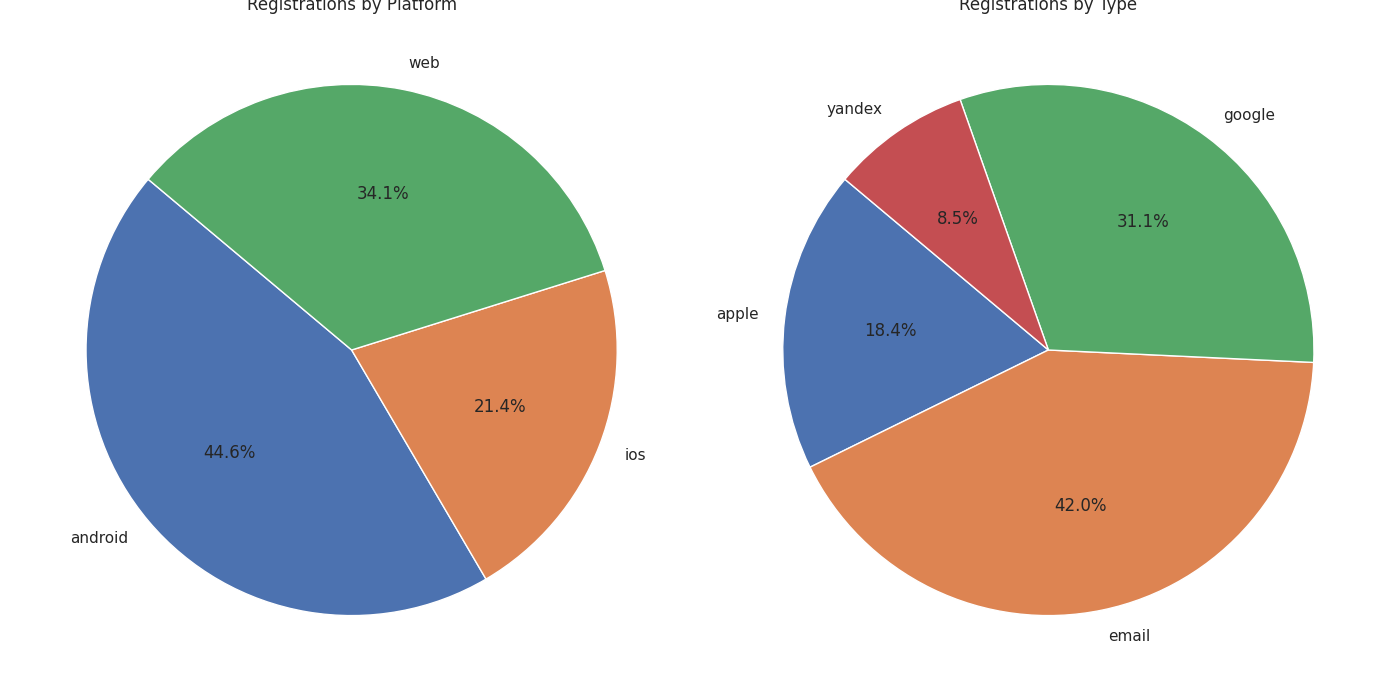 Registrations by Platform
web
34.1%
21.4%
ios
44.6%
android
Registrations by Type
yandex
google
8.5%
31.1%
apple
18.4%
42.0%
email